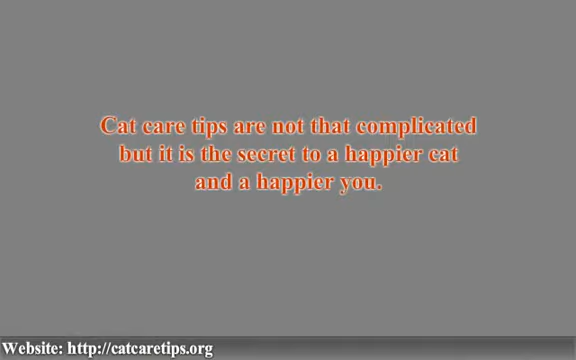 Cat care tips are not that complicated
but it is the secret to a happier cat
and a happier you.
Website: http://catcaretips.org